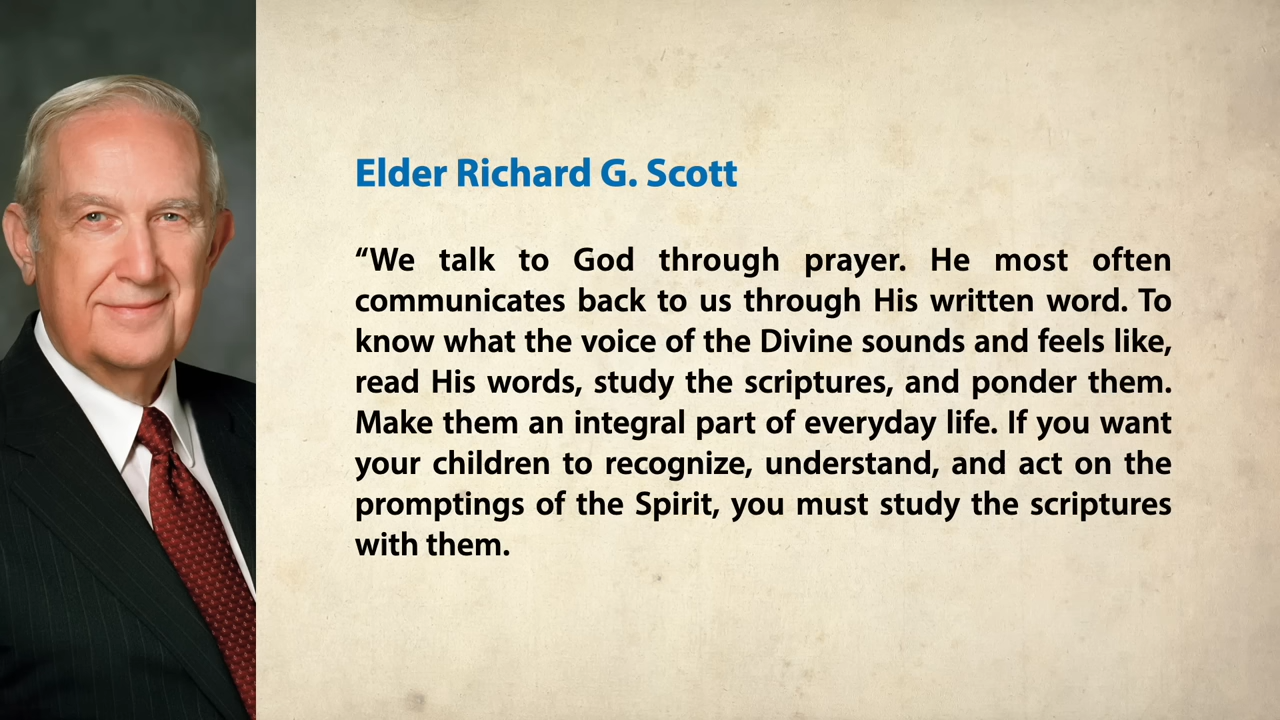 Elder Richard G. Scott
“We talk to God through prayer. He most often
communicates back to us through His written word. To
know what the voice of the Divine sounds and feels like,
read His words, study the scriptures, and ponder them.
Make them an integral part of everyday life. If you want
your children to recognize, understand, and act on the
promptings of the Spirit, you must study the scriptures
with them.